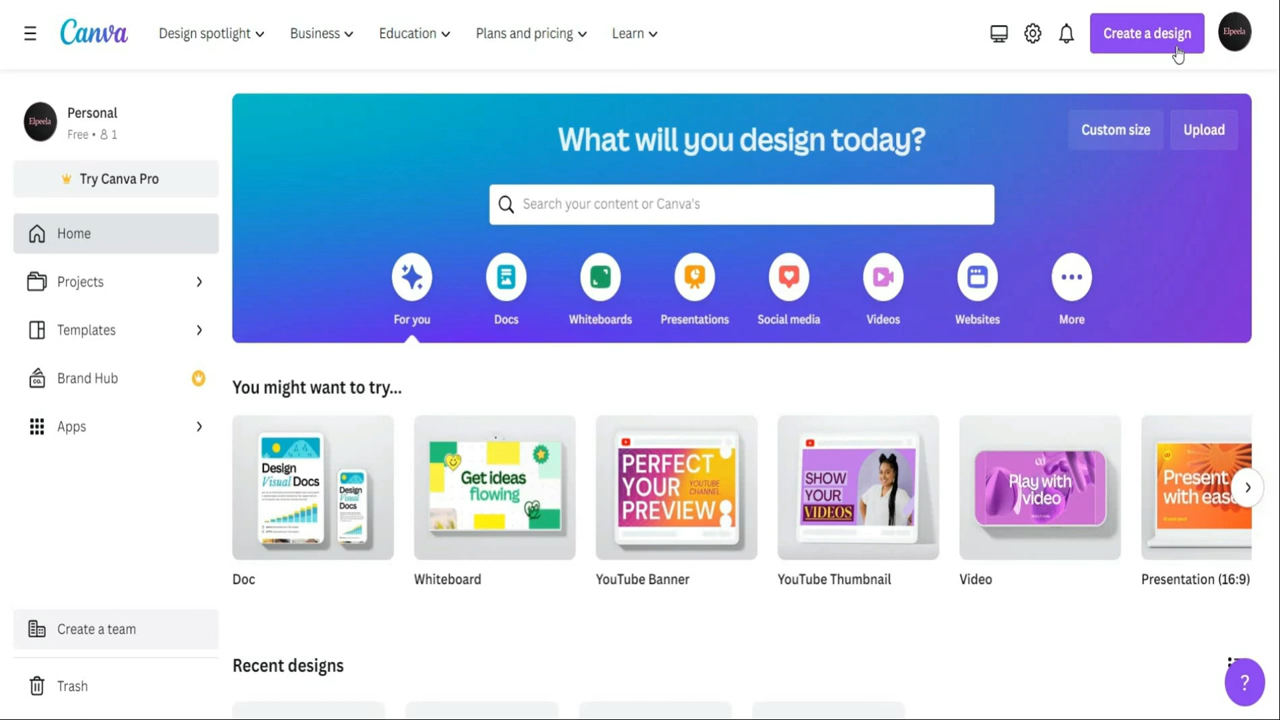 Canva
Design spotlight
Business
Education
Plans and pricing
Learn
Create a design
Elpeela
Elpeela
Personal
Free • 1
Try Canva Pro
Home
Projects
Templates
Brand Hub
Apps
Create a team
Trash
What will you design today?
Custom size
Upload
Search your content or Canva's
For you
Docs
Whiteboards
Presentations
Social media
Videos
Websites
More
You might want to try...
Design
Visual Docs
Design
Visual
Docs
Get ideas
flowing
PERFECT
YOUR
PREVIEW
YOUTUBE
CHANNEL
SHOW
YOUR
VIDEOS
Play with
video
Present
with ease
Doc
Whiteboard
YouTube Banner
YouTube Thumbnail
Video
Presentation (16:9)
Recent designs
?